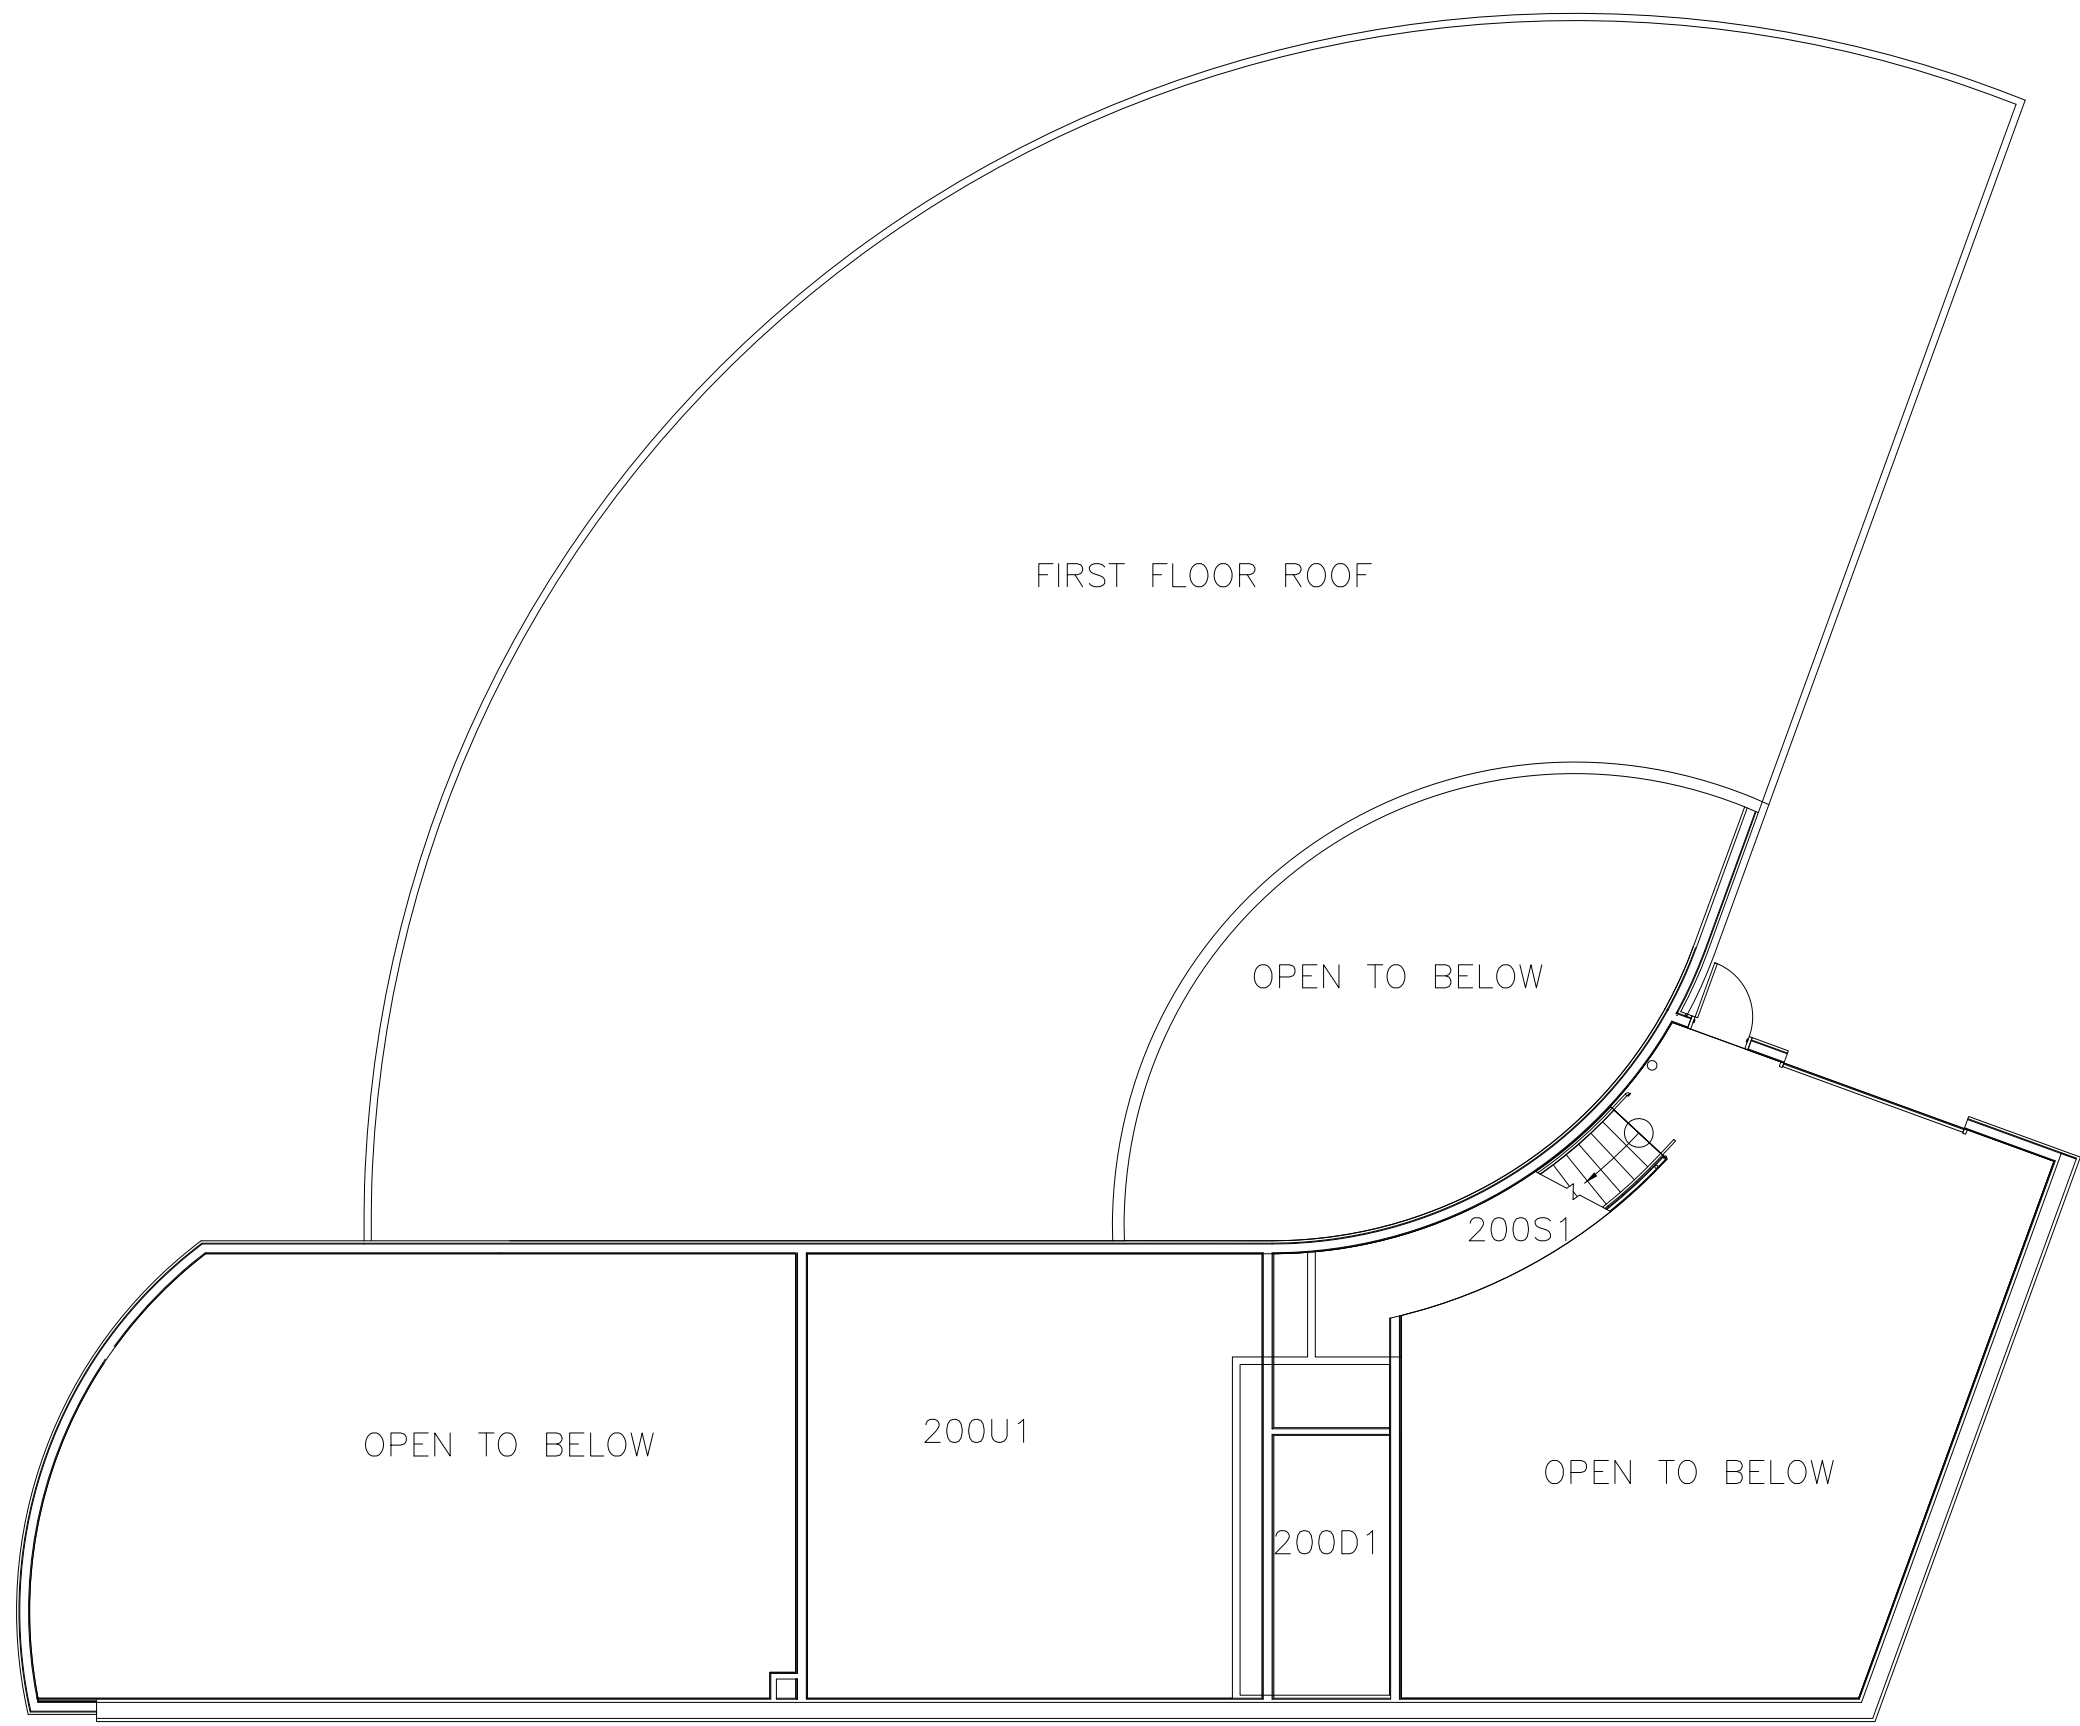 FIRST FLOOR ROOF
OPEN TO BELOW
200S1
200U1
OPEN TO BELOW
OPEN TO BELOW
200D1